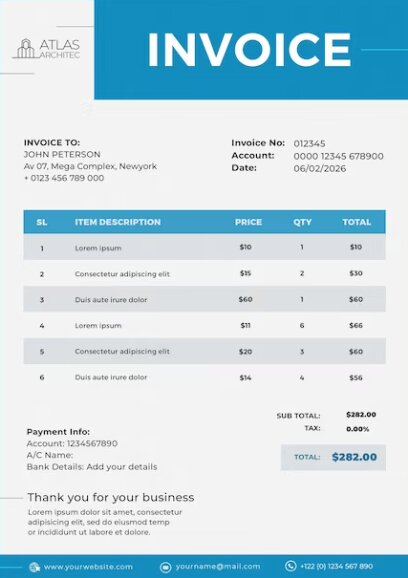 ATLAS
ARCHITEC
INVOICE
INVOICE TO:
JOHN PETERSON
Av 07, Mega Complex, Newyork
+ 0123 456 789 000
Invoice No: 012345
Account: 0000 12345 678900
Date: 06/02/2026
SL ITEM DESCRIPTION PRICE QTY TOTAL
1 Lorem ipsum $10 1 $10
2 Consectetur adipiscing elit $15 2 $30
3 Duis aute irure dolor $60 1 $60
4 Lorem ipsum $11 6 $66
5 Consectetur adipiscing elit $20 3 $60
6 Duis aute irure dolor $14 4 $56
SUB TOTAL: $282.00
TAX: 0.00%
TOTAL: $282.00
Payment Info:
Account: 1234567890
A/C Name:
Bank Details: Add your details
Thank you for your business
Lorem ipsum dolor sit amet, consectetur
adipiscing elitsed do eiusmod temp
or incididunt ut labore et dolore.
www.yourwebsite.com yourname@mail.com +122 (0) 1234 567 890